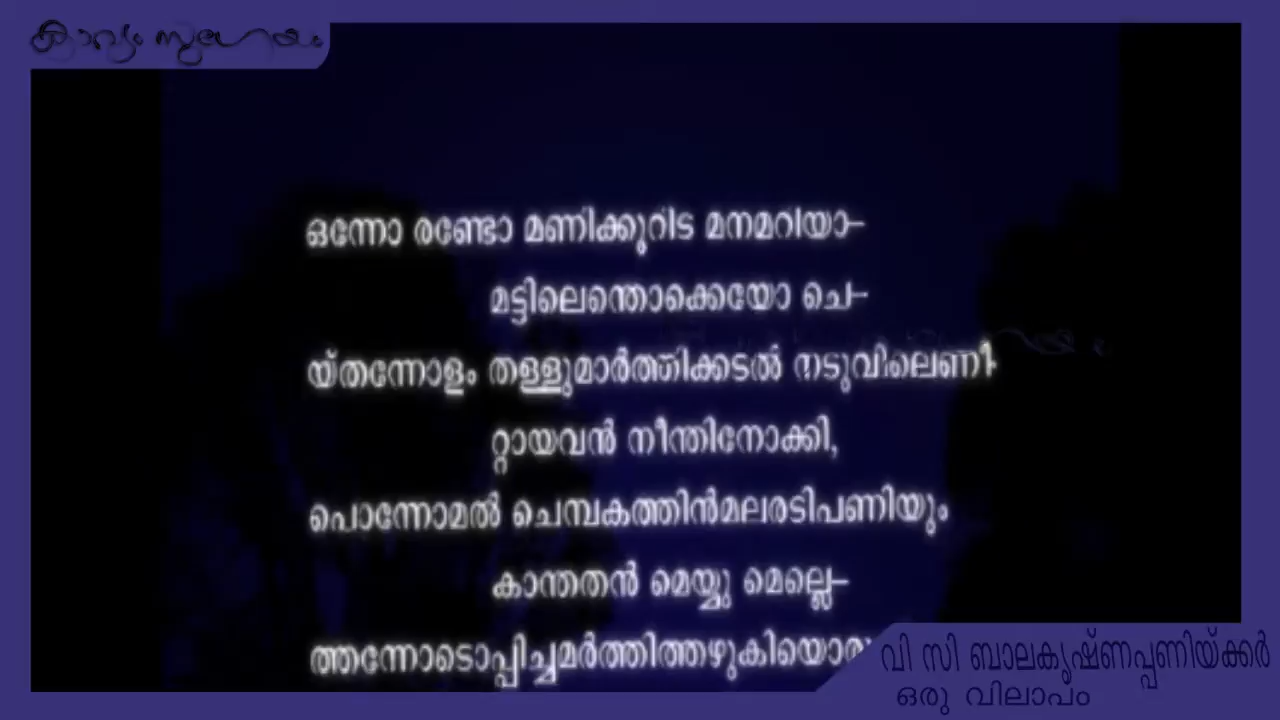 കാവ്യം സുഗേയം
ഒന്നോ രണ്ടോ മണിക്കൂറിട മനമറിയാ–
മട്ടിലെന്തൊക്കെയോ ചെ–
യ്തന്നോളം തള്ളുമാർത്തിക്കടൽ നടുവിലെണീ–
റ്റായവൻ നീന്തിനോക്കി,
പൊന്നോമൽ ചെമ്പകത്തിൻമലരടിപണിയും
കാന്തതൻ മെയ്യു മെല്ലെ–
ത്തന്നോടൊപ്പിച്ചമർത്തിത്തഴുകിയൊരു
വി സി ബാലകൃഷ്ണപ്പണിയ്ക്കർ
ഒരു വിലാപം